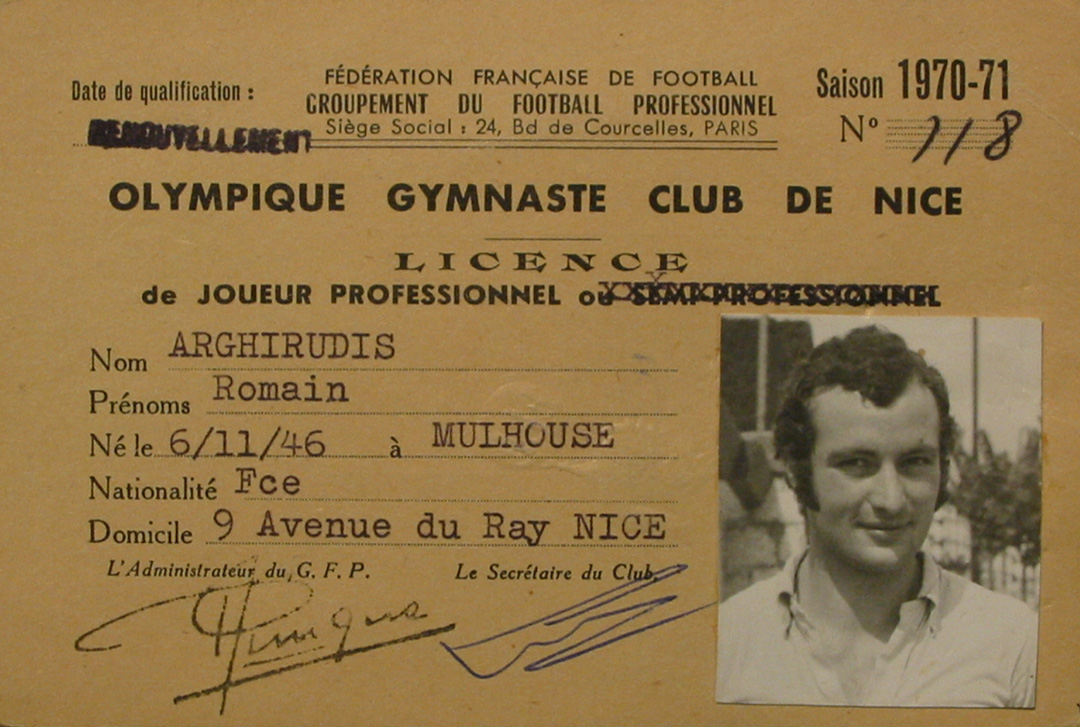 Date de qualification :
RENOUVELLEMENT
FÉDÉRATION FRANÇAISE DE FOOTBALL
GROUPEMENT DU FOOTBALL PROFESSIONNEL
Siège Social : 24, Bd de Courcelles, PARIS
Saison 1970-71
N° 118
OLYMPIQUE GYMNASTE CLUB DE NICE
LICENCE
de JOUEUR PROFESSIONNEL ou SEMI-PROFESSIONNEL
Nom ARGHIRUDIS
Prénoms Romain
Né le 6/11/46 à MULHOUSE
Nationalité Fce
Domicile 9 Avenue du Ray NICE
L'Administrateur du G. F. P. Le Secrétaire du Club,